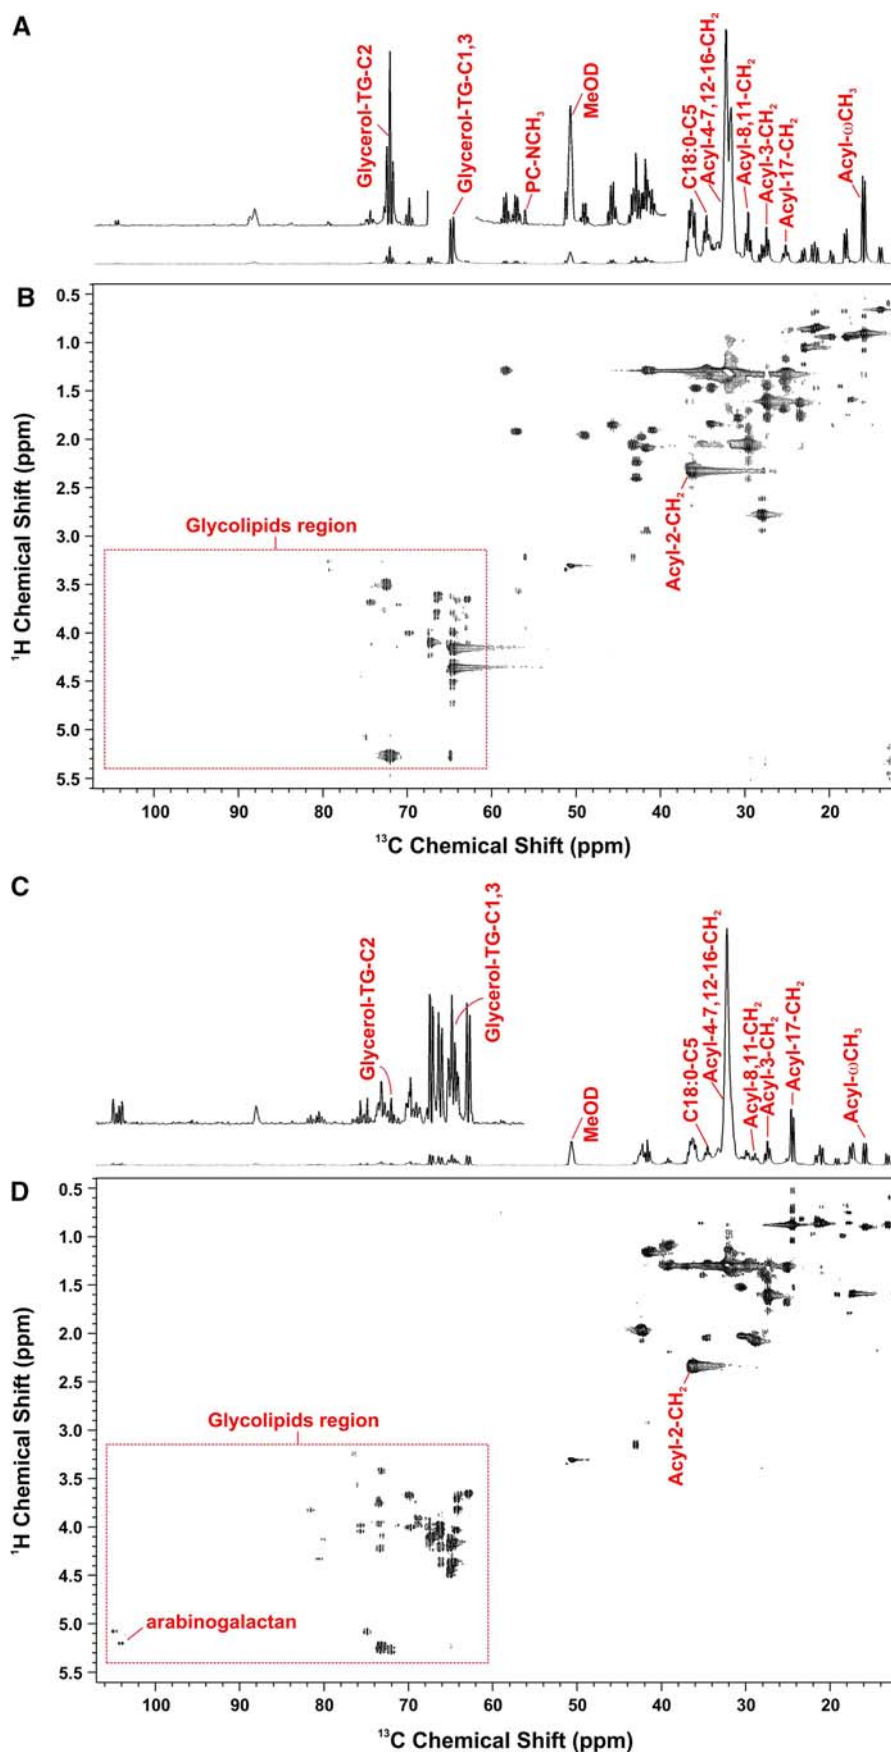 A
Glycerol-TG-C2
Glycerol-TG-C1,3
PC-NCH₃
MeOD
C18:0-C5
Acyl-4-7,12-16-CH₂
Acyl-8,11-CH₂
Acyl-3-CH₂
Acyl-17-CH₂
Acyl-ωCH₃
B
0.5
1.0
1.5
2.0
2.5
3.0
3.5
4.0
4.5
5.0
5.5
¹H Chemical Shift (ppm)
Acyl-2-CH₂
Glycolipids region
100 90 80 70 60 50 40 30 20
¹³C Chemical Shift (ppm)
C
Glycerol-TG-C2
Glycerol-TG-C1,3
MeOD
C18:0-C5
Acyl-4-7,12-16-CH₂
Acyl-8,11-CH₂
Acyl-3-CH₂
Acyl-17-CH₂
Acyl-ωCH₃
D
0.5
1.0
1.5
2.0
2.5
3.0
3.5
4.0
4.5
5.0
5.5
¹H Chemical Shift (ppm)
Acyl-2-CH₂
Glycolipids region
arabinogalactan
100 90 80 70 60 50 40 30 20
¹³C Chemical Shift (ppm)